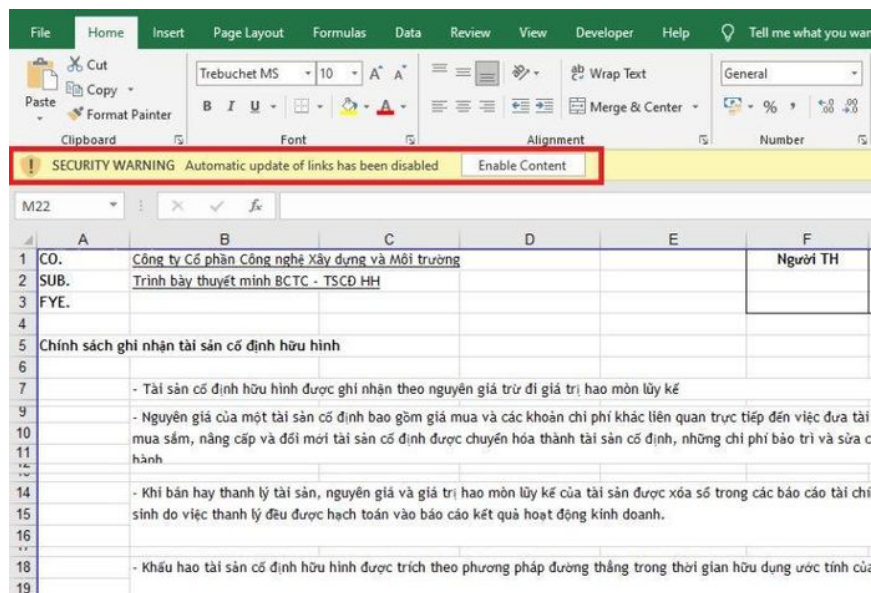 File Home Insert Page Layout Formulas Data Review View Developer Help Tell me what you wan
Cut
Copy
Format Painter
Paste
Clipboard
Trebuchet MS 10 A A
B I U A
Font
Wrap Text
Merge & Center
Alignment
General
% ,
Number
SECURITY WARNING Automatic update of links has been disabled Enable Content
M22 fx
A B C D E F
1 CO. Công ty Cổ phần Công nghệ Xây dựng và Môi trường Người TH
2 SUB. Trình bày thuyết minh BCTC - TSCĐ HH
3 FYE.
4
5 Chính sách ghi nhận tài sản cố định hữu hình
6
7 - Tài sản cố định hữu hình được ghi nhận theo nguyên giá trừ đi giá trị hao mòn lũy kế
9 - Nguyên giá của một tài sản cố định bao gồm giá mua và các khoản chi phí khác liên quan trực tiếp đến việc đưa tài
10 mua sắm, nâng cấp và đổi mới tài sản cố định được chuyển hóa thành tài sản cố định, những chi phí bảo trì và sửa c
11 hành
14 - Khi bán hay thanh lý tài sản, nguyên giá và giá trị hao mòn lũy kế của tài sản được xóa sổ trong các báo cáo tài chí
15 sinh do việc thanh lý đều được hạch toán vào báo cáo kết quả hoạt động kinh doanh.
16
18 - Khấu hao tài sản cố định hữu hình được trích theo phương pháp đường thẳng trong thời gian hữu dụng ước tính của
19